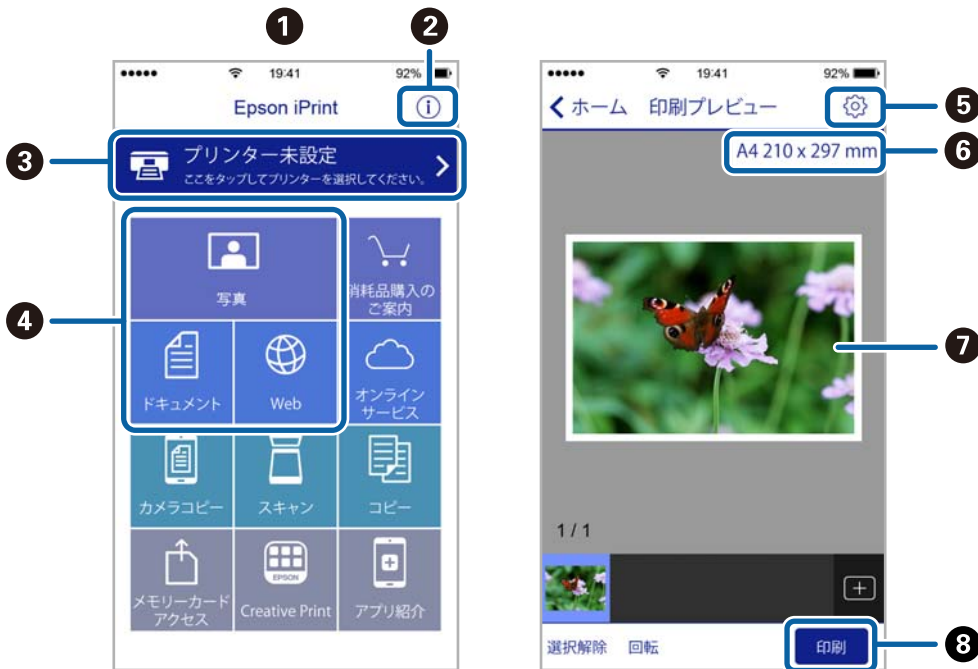 1
2
19:41
92%
Epson iPrint
3
プリンター未設定
ここをタップしてプリンターを選択してください。
4
写真
消耗品購入の
ご案内
ドキュメント
Web
オンライン
サービス
カメラコピー
スキャン
コピー
メモリーカード
アクセス
EPSON
Creative Print
アプリ紹介
19:41
92%
ホーム
印刷プレビュー
5
A4 210 x 297 mm
6
7
1 / 1
選択解除
回転
印刷
8